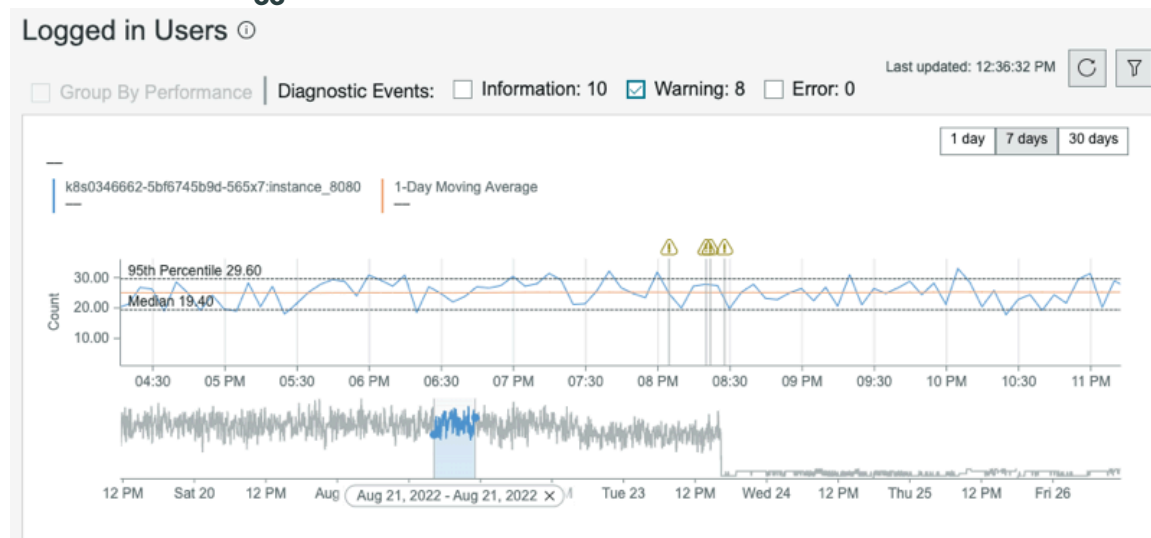 Logged in Users
Last updated: 12:36:32 PM
Group By Performance Diagnostic Events: Information: 10 Warning: 8 Error: 0
1 day 7 days 30 days
—
k8s0346662-5bf6745b9d-565x7:instance_8080 1-Day Moving Average
— —
95th Percentile 29.60
30.00
Median 19.40
20.00
10.00
Count
04:30 05 PM 05:30 06 PM 06:30 07 PM 07:30 08 PM 08:30 09 PM 09:30 10 PM 10:30 11 PM
12 PM Sat 20 12 PM Aug Aug 21, 2022 - Aug 21, 2022 × Tue 23 12 PM Wed 24 12 PM Thu 25 12 PM Fri 26